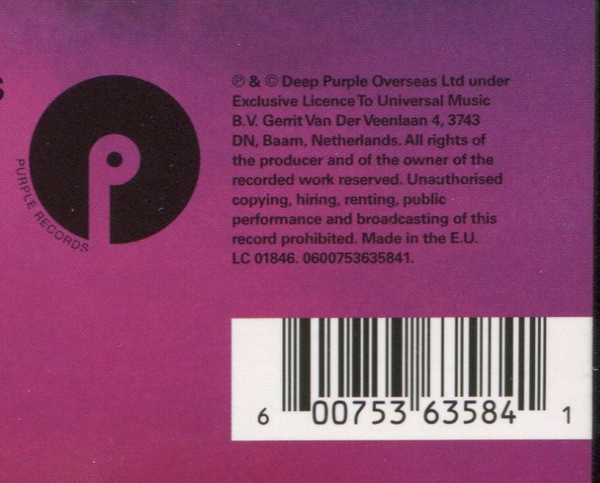 S
PURPLE RECORDS
℗ & © Deep Purple Overseas Ltd under
Exclusive Licence To Universal Music
B.V. Gerrit Van Der Veenlaan 4, 3743
DN, Baarn, Netherlands. All rights of
the producer and of the owner of the
recorded work reserved. Unauthorised
copying, hiring, renting, public
performance and broadcasting of this
record prohibited. Made in the E.U.
LC 01846. 0600753635841.
6 00753 63584 1